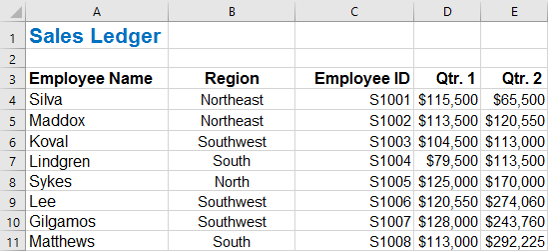 A B C D E
1 Sales Ledger
2
3 Employee Name Region Employee ID Qtr. 1 Qtr. 2
4 Silva Northeast S1001 $115,500 $65,500
5 Maddox Northeast S1002 $113,500 $120,550
6 Koval Southwest S1003 $104,500 $113,000
7 Lindgren South S1004 $79,500 $113,500
8 Sykes North S1005 $125,000 $170,000
9 Lee Southwest S1006 $120,550 $274,060
10 Gilgamos Southwest S1007 $128,000 $243,760
11 Matthews South S1008 $113,000 $292,225